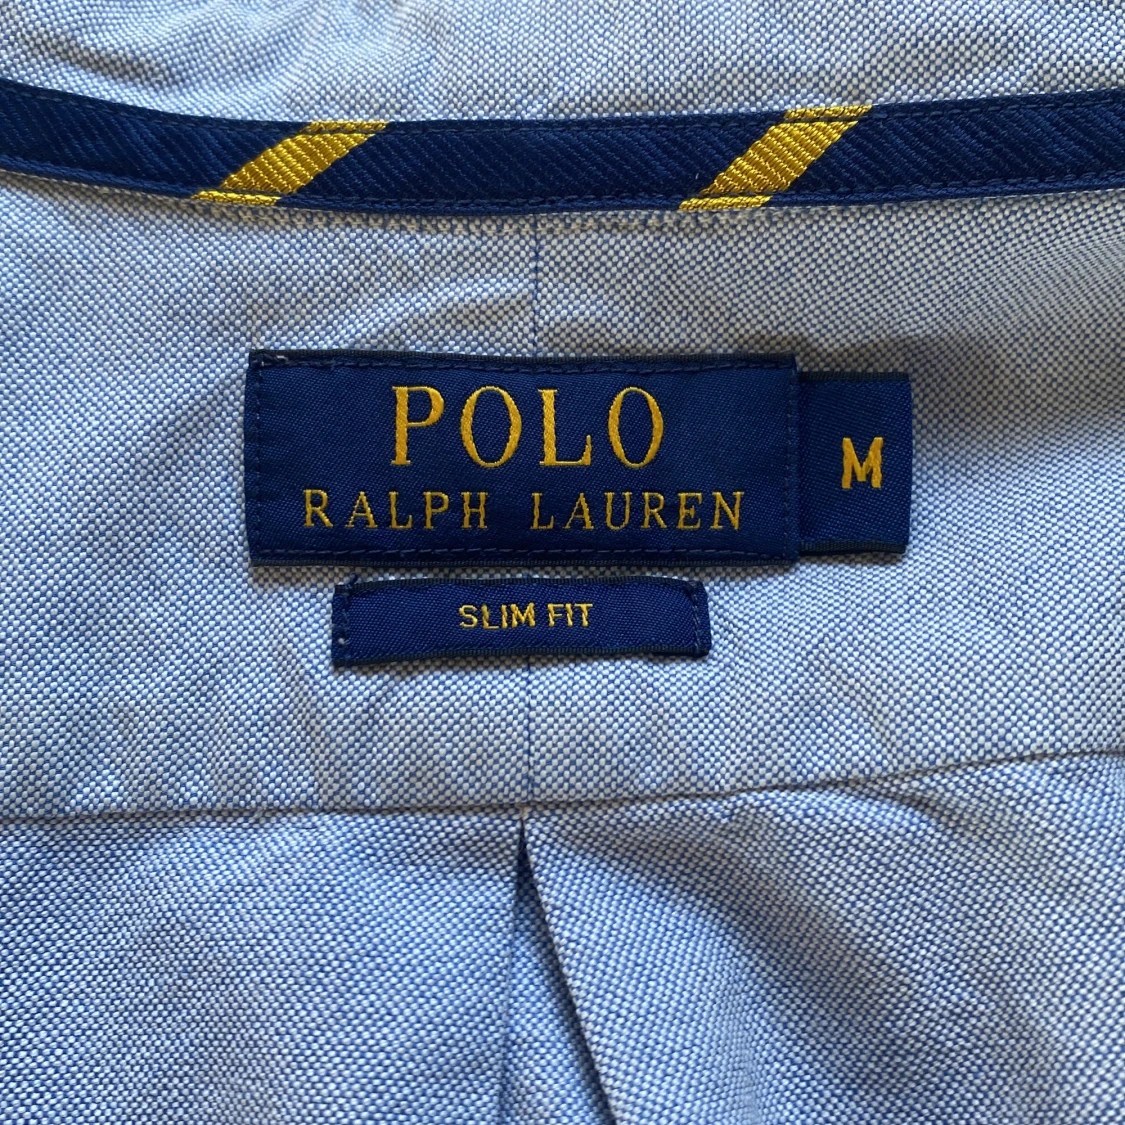 POLO
RALPH LAUREN
M
SLIM FIT